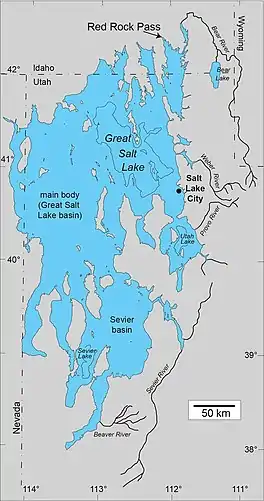 Red Rock Pass
Wyoming
Bear River
Idaho
42°
Utah
Bear
Lake
Great
Salt
Lake
41°
Weber River
Salt
Lake
City
main body
(Great Salt
Lake basin)
Provo River
Utah
Lake
40°
Sevier
basin
Sevier
Lake
39°
Sevier River
Nevada
50 km
Beaver River
38°
114°
113°
112°
111°